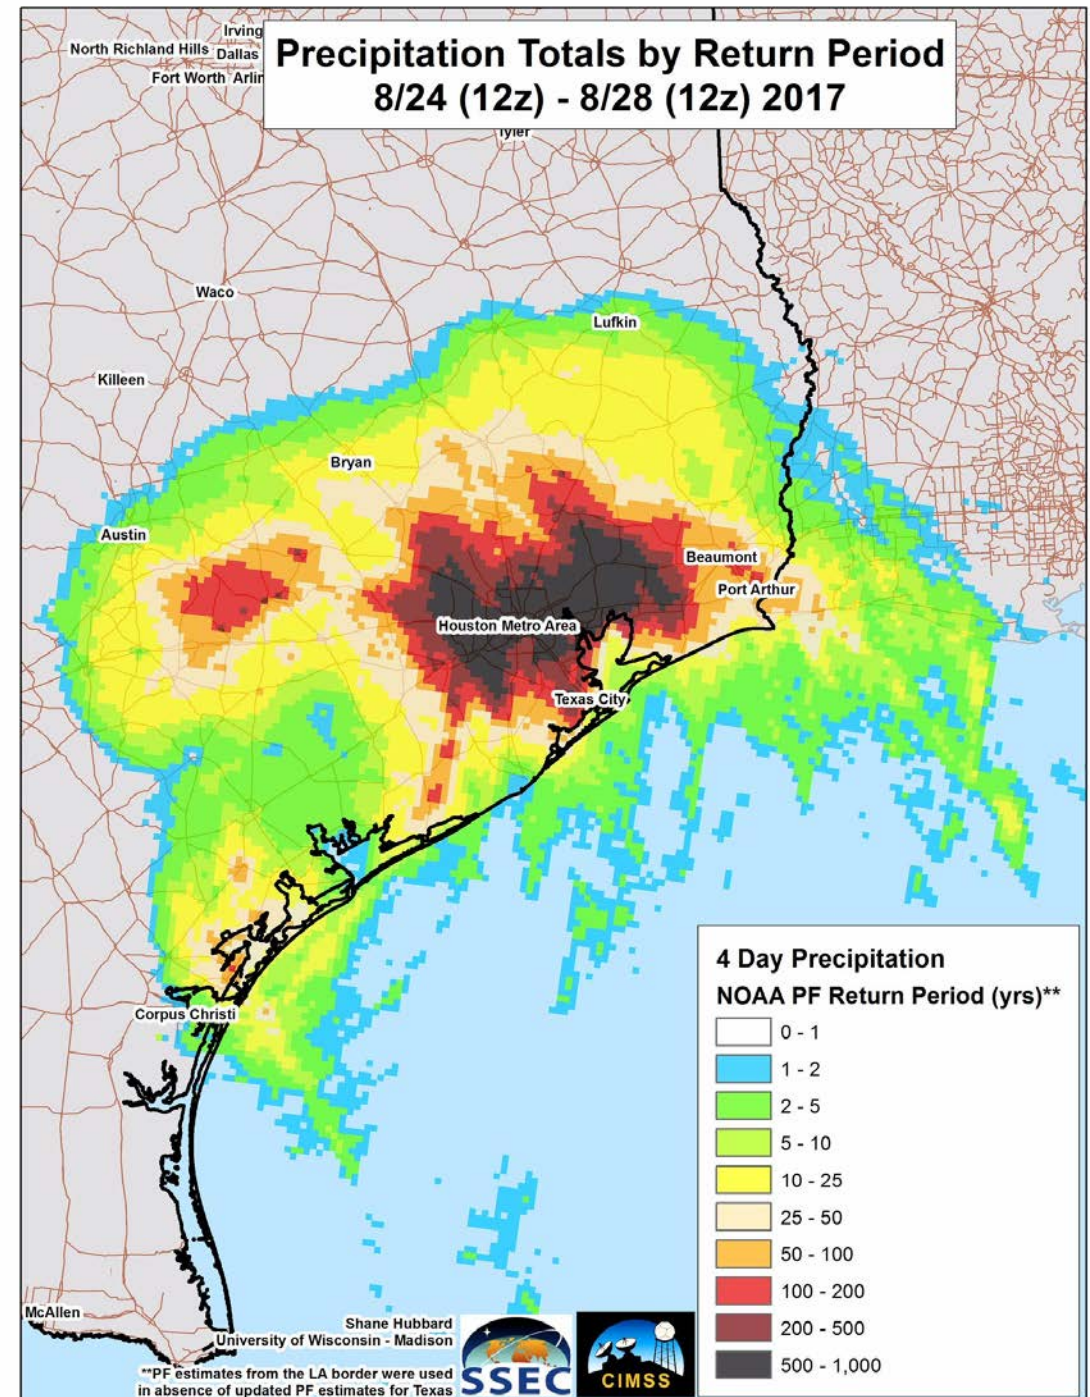 Irving
North Richland Hills
Dallas
Fort Worth
Arlin
Precipitation Totals by Return Period
8/24 (12z) - 8/28 (12z) 2017
Tyler
Waco
Lufkin
Killeen
Bryan
Austin
Beaumont
Port Arthur
Houston Metro Area
Texas City
Corpus Christi
McAllen
4 Day Precipitation
NOAA PF Return Period (yrs)**
0 - 1
1 - 2
2 - 5
5 - 10
10 - 25
25 - 50
50 - 100
100 - 200
200 - 500
500 - 1,000
Shane Hubbard
University of Wisconsin - Madison
**PF estimates from the LA border were used
in absence of updated PF estimates for Texas
SSEC
CIMSS